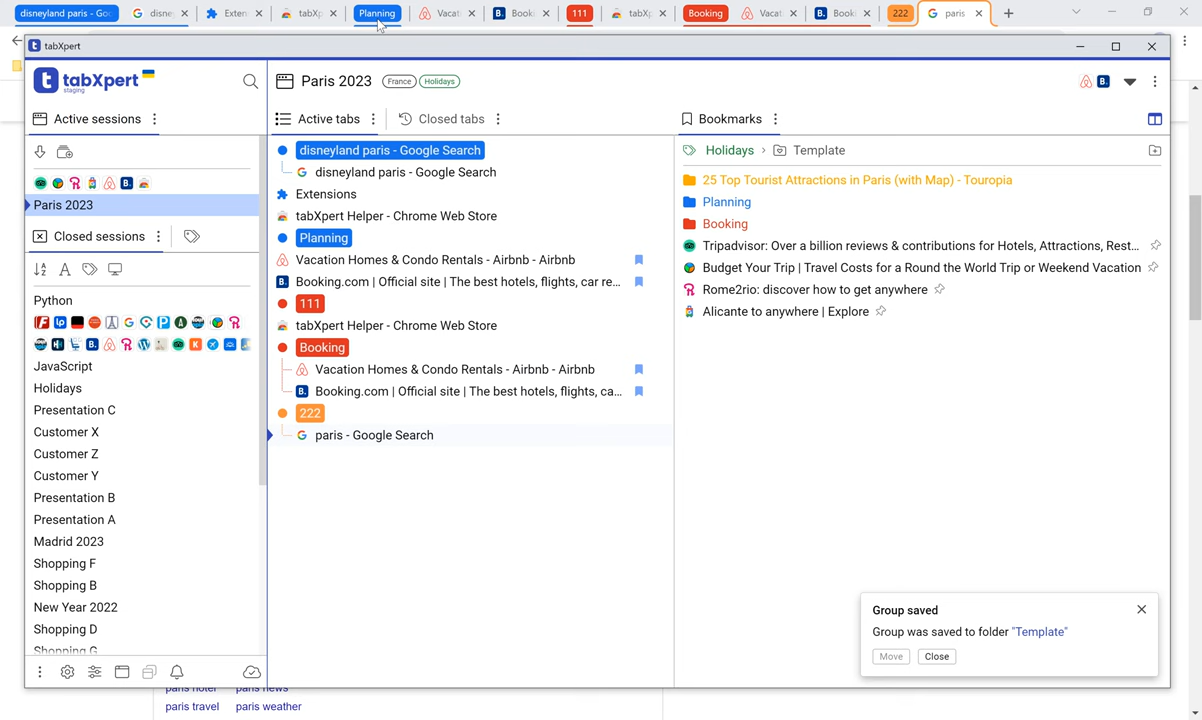 disneyland paris - Goo
disne
Exten
tabXp
Planning
Vacat
Booki
111
tabXp
Booking
Vacat
Booki
222
paris
tabXpert
tabXpert
staging
Paris 2023
France
Holidays
B.
Active sessions
Active tabs
Closed tabs
Bookmarks
disneyland paris - Google Search
Holidays > Template
disneyland paris - Google Search
25 Top Tourist Attractions in Paris (with Map) - Touropia
Extensions
Planning
Paris 2023
tabXpert Helper - Chrome Web Store
Booking
Closed sessions
Planning
Tripadvisor: Over a billion reviews & contributions for Hotels, Attractions, Rest...
Vacation Homes & Condo Rentals - Airbnb - Airbnb
Budget Your Trip | Travel Costs for a Round the World Trip or Weekend Vacation
Booking.com | Official site | The best hotels, flights, car re...
Rome2rio: discover how to get anywhere
Python
111
Alicante to anywhere | Explore
tabXpert Helper - Chrome Web Store
Booking
JavaScript
Vacation Homes & Condo Rentals - Airbnb - Airbnb
Holidays
Booking.com | Official site | The best hotels, flights, ca...
Presentation C
222
Customer X
paris - Google Search
Customer Z
Customer Y
Presentation B
Presentation A
Madrid 2023
Shopping F
Shopping B
New Year 2022
Shopping D
Shopping G
Group saved
Group was saved to folder "Template"
Move
Close
paris hotel
paris news
paris travel
paris weather